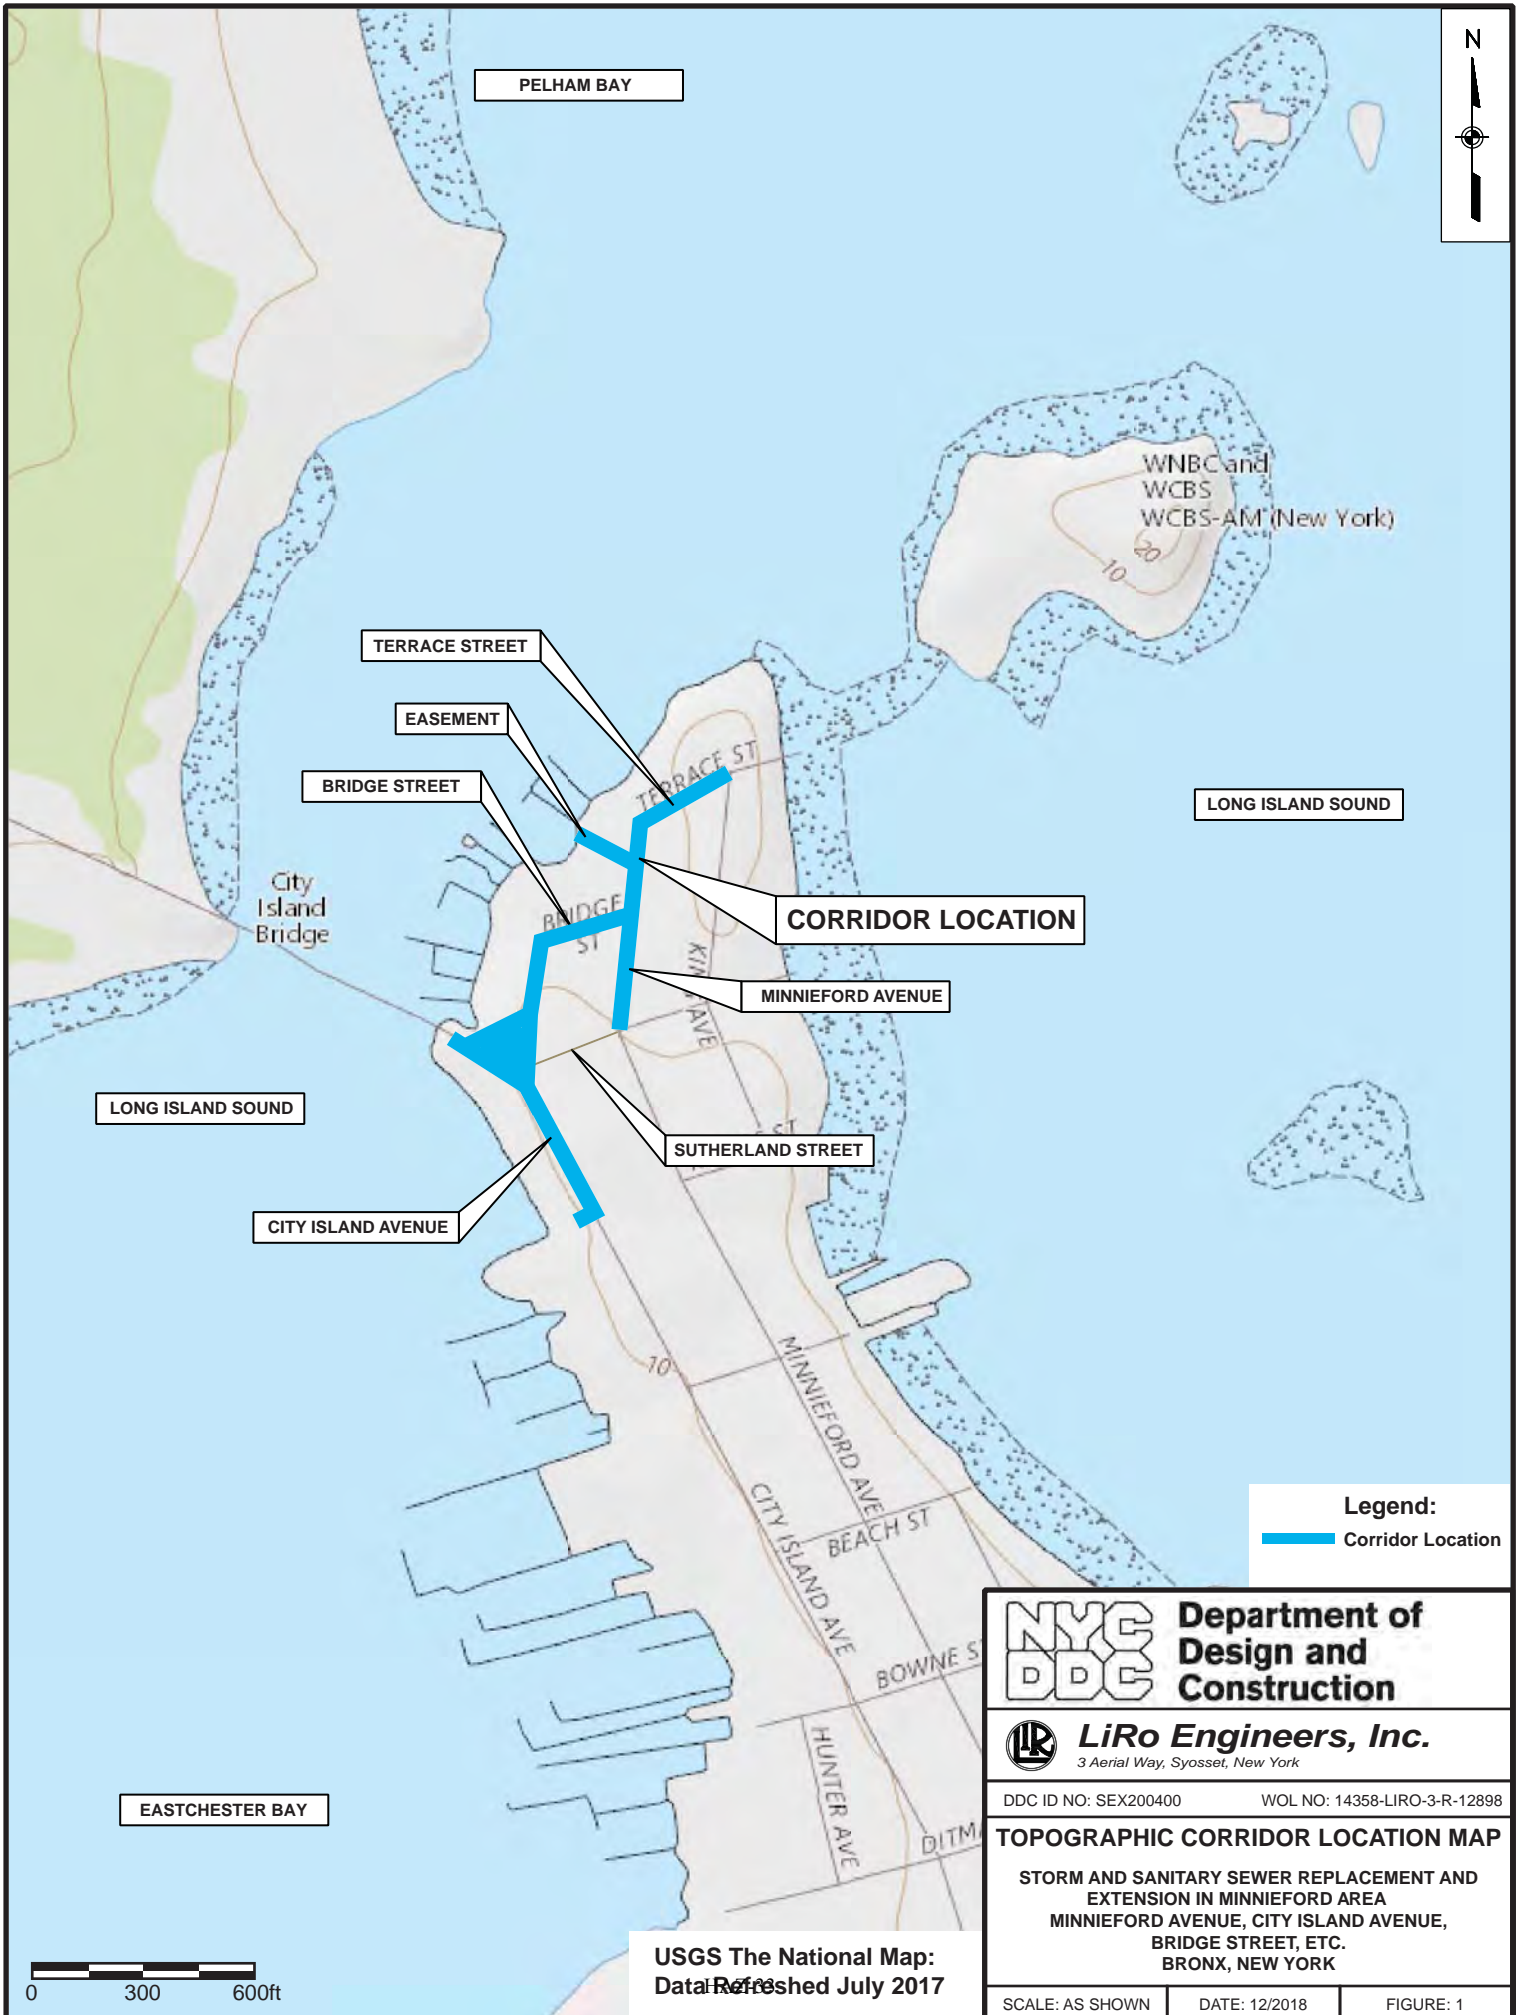 N
PELHAM BAY
WNBC and
WCBS
WCBS-AM (New York)
TERRACE STREET
EASEMENT
BRIDGE STREET
TERRACE ST
LONG ISLAND SOUND
City
Island
Bridge
BRIDGE
ST
CORRIDOR LOCATION
KING AVE
MINNIEFORD AVENUE
LONG ISLAND SOUND
SUTHERLAND STREET
ST
CITY ISLAND AVENUE
10
20
10
MINNIEFORD AVE
CITY ISLAND AVE
BEACH ST
BOWNE S
HUNTER AVE
DITMA
EASTCHESTER BAY
Legend:
Corridor Location
NYC
DDC
Department of
Design and
Construction
LiRo Engineers, Inc.
3 Aerial Way, Syosset, New York
DDC ID NO: SEX200400 WOL NO: 14358-LIRO-3-R-12898
TOPOGRAPHIC CORRIDOR LOCATION MAP
STORM AND SANITARY SEWER REPLACEMENT AND
EXTENSION IN MINNIEFORD AREA
MINNIEFORD AVENUE, CITY ISLAND AVENUE,
BRIDGE STREET, ETC.
BRONX, NEW YORK
SCALE: AS SHOWN DATE: 12/2018 FIGURE: 1
USGS The National Map:
Data Refreshed July 2017
0 300 600ft